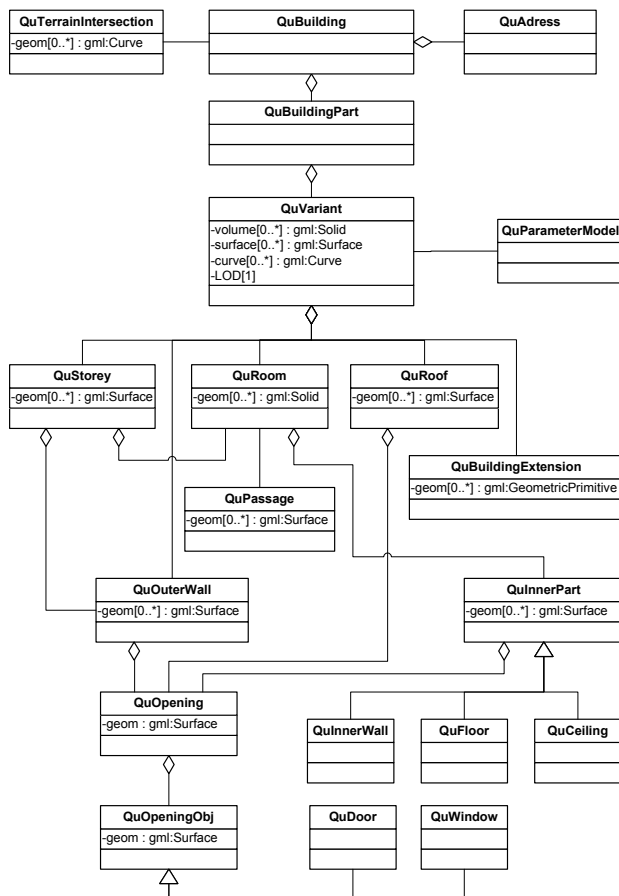 QuTerrainIntersection
-geom[0..*] : gml:Curve
QuBuilding
QuAdress
QuBuildingPart
QuVariant
-volume[0..*] : gml:Solid
-surface[0..*] : gml:Surface
-curve[0..*] : gml:Curve
-LOD[1]
QuParameterModel
QuStorey
-geom[0..*] : gml:Surface
QuRoom
-geom[0..*] : gml:Solid
QuRoof
-geom[0..*] : gml:Surface
QuBuildingExtension
-geom[0..*] : gml:GeometricPrimitive
QuPassage
-geom[0..*] : gml:Surface
QuOuterWall
-geom[0..*] : gml:Surface
QuInnerPart
-geom[0..*] : gml:Surface
QuOpening
-geom : gml:Surface
QuInnerWall
QuFloor
QuCeiling
QuOpeningObj
-geom : gml:Surface
QuDoor
QuWindow